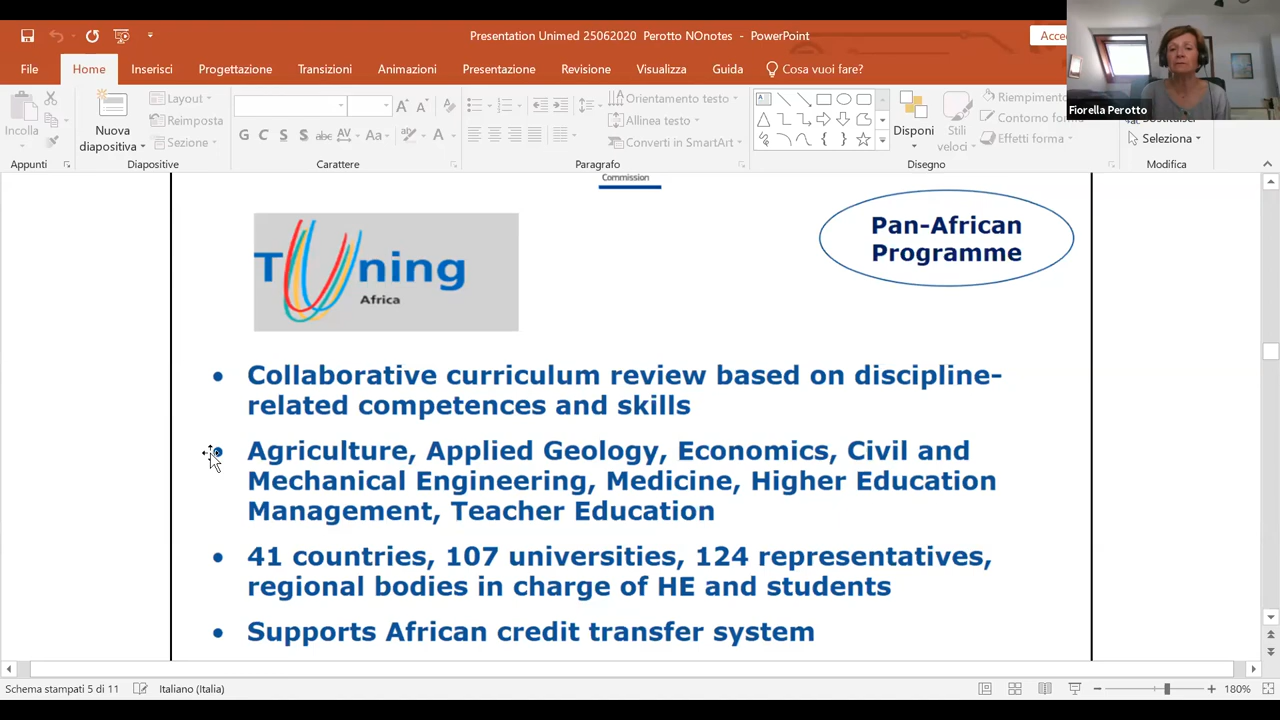 Presentation Unimed 25062020 Perotto NOnotes - PowerPoint
Acce
File Home Inserisci Progettazione Transizioni Animazioni Presentazione Revisione Visualizza Guida Cosa vuoi fare?
Fiorella Perotto
Incolla
Nuova
diapositiva
Layout
Reimposta
Sezione
G C S S abc AV Aa A
Orientamento testo
Allinea testo
Converti in SmartArt
Disponi
Stili
veloci
Riempimento
Contorno forma
Effetti forma
Sostituisci
Seleziona
Appunti Diapositive Carattere Paragrafo Disegno Modifica
Commission
Tuning
Africa
Pan-African
Programme
• Collaborative curriculum review based on discipline-
related competences and skills
• Agriculture, Applied Geology, Economics, Civil and
Mechanical Engineering, Medicine, Higher Education
Management, Teacher Education
• 41 countries, 107 universities, 124 representatives,
regional bodies in charge of HE and students
• Supports African credit transfer system
Schema stampati 5 di 11 Italiano (Italia) 180%